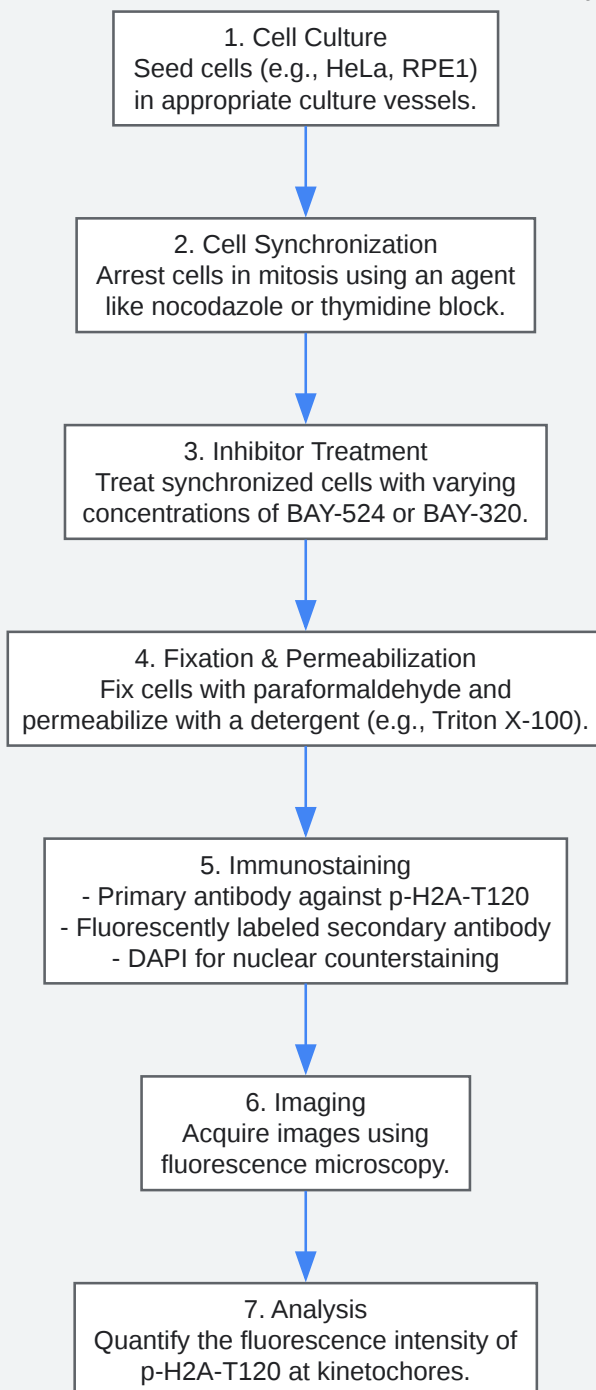 1. Cell Culture
Seed cells (e.g., HeLa, RPE1)
in appropriate culture vessels.
2. Cell Synchronization
Arrest cells in mitosis using an agent
like nocodazole or thymidine block.
3. Inhibitor Treatment
Treat synchronized cells with varying
concentrations of BAY-524 or BAY-320.
4. Fixation & Permeabilization
Fix cells with paraformaldehyde and
permeabilize with a detergent (e.g., Triton X-100).
5. Immunostaining
- Primary antibody against p-H2A-T120
- Fluorescently labeled secondary antibody
- DAPI for nuclear counterstaining
6. Imaging
Acquire images using
fluorescence microscopy.
7. Analysis
Quantify the fluorescence intensity of
p-H2A-T120 at kinetochores.